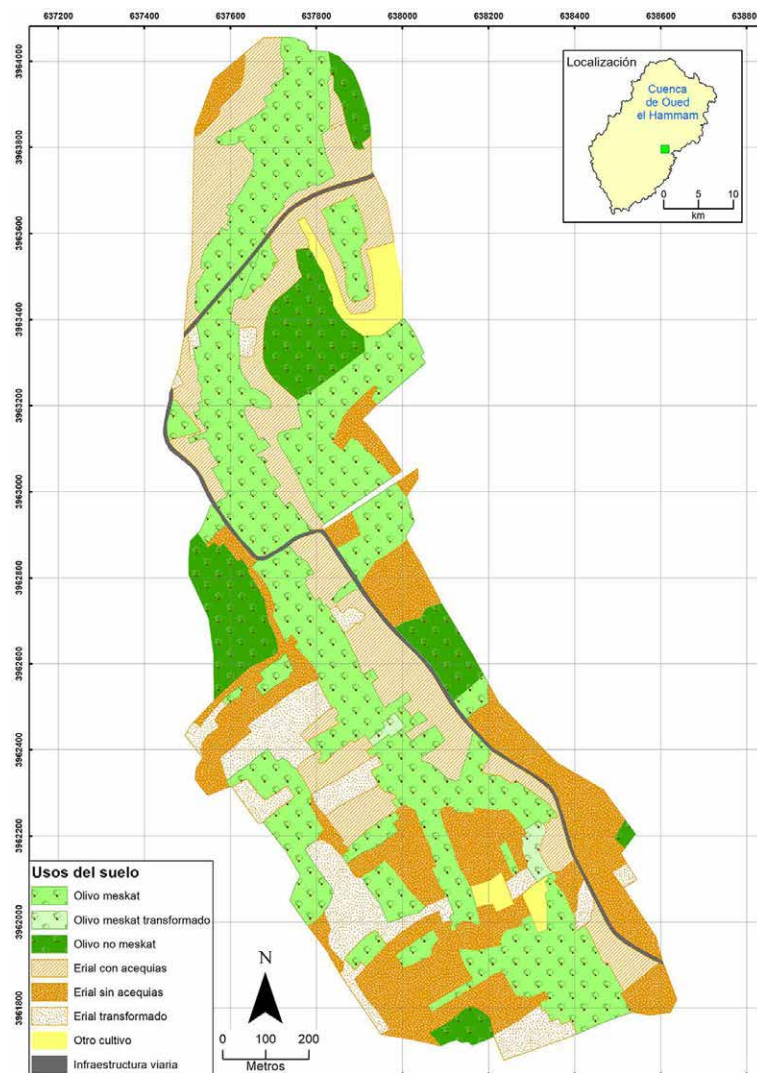 637200 637400 637600 637800 638000 638200 638400 638600 638800
3964000
3963800
3963600
3963400
3963200
3963000
3962800
3962600
3962400
3962200
3962000
3961800
Localización
Cuenca
de Oued
el Hammam
0 5 10
km
Usos del suelo
Olivo meskat
Olivo meskat transformado
Olivo no meskat
Erial con acequias
Erial sin acequias
Erial transformado
Otro cultivo
Infraestructura viaria
N
0 100 200
Metros